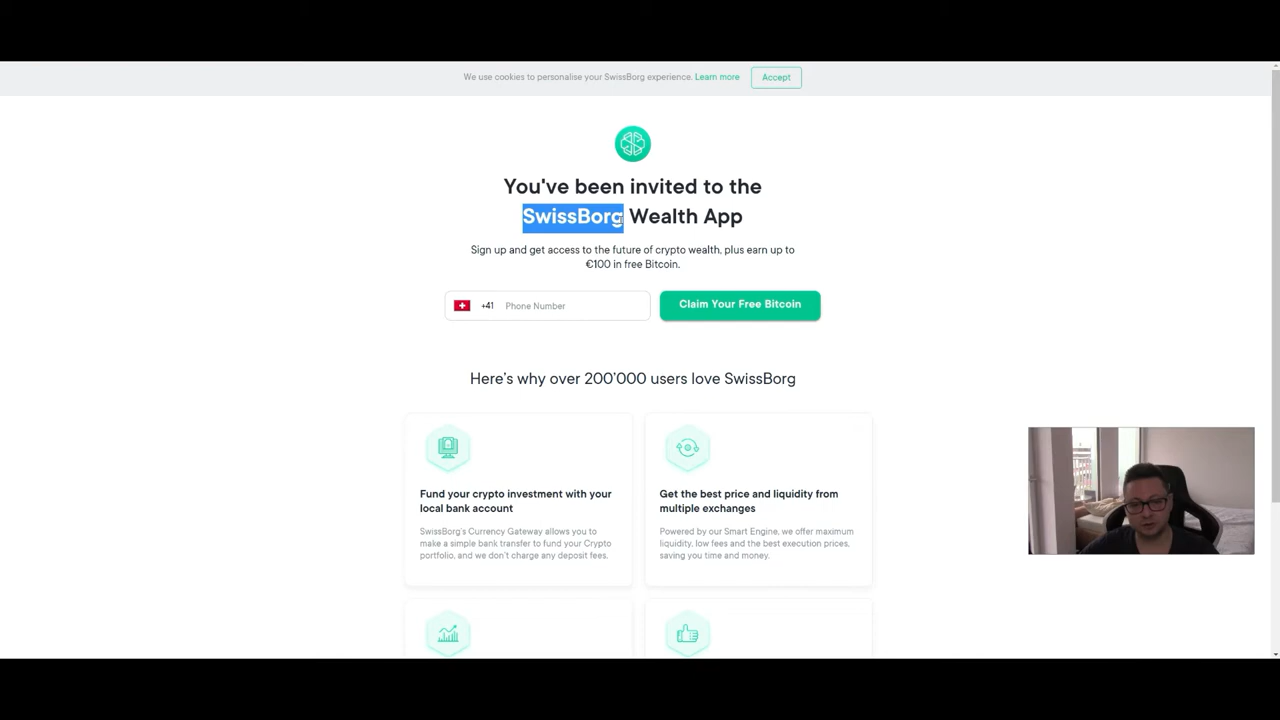 We use cookies to personalise your SwissBorg experience. Learn more Accept
You've been invited to the
SwissBorg Wealth App
Sign up and get access to the future of crypto wealth, plus earn up to
€100 in free Bitcoin.
+41 Phone Number Claim Your Free Bitcoin
Here's why over 200'000 users love SwissBorg
Fund your crypto investment with your
local bank account
SwissBorg's Currency Gateway allows you to
make a simple bank transfer to fund your Crypto
portfolio, and we don't charge any deposit fees.
Get the best price and liquidity from
multiple exchanges
Powered by our Smart Engine, we offer maximum
liquidity, low fees and the best execution prices,
saving you time and money.